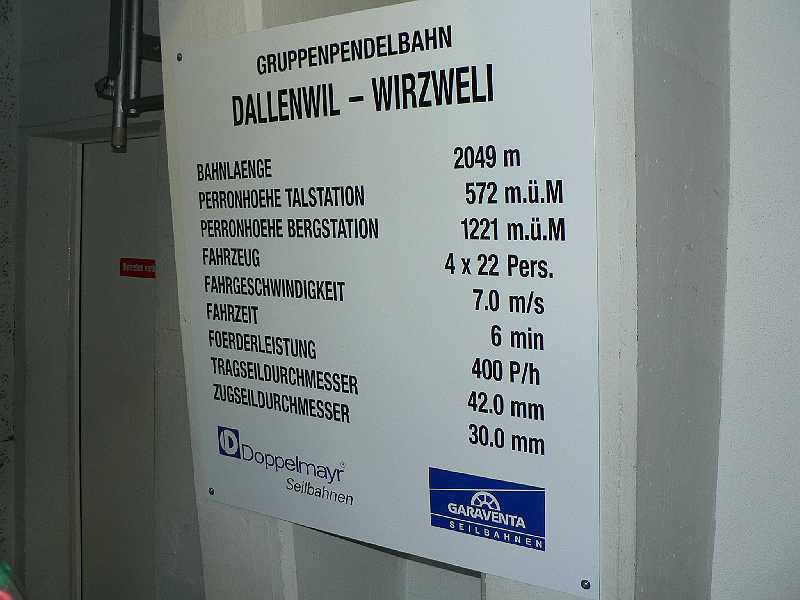 GRUPPENPENDELBAHN
DALLENWIL – WIRZWELI
BAHNLAENGE 2049 m
PERRONHOEHE TALSTATION 572 m.ü.M
PERRONHOEHE BERGSTATION 1221 m.ü.M
FAHRZEUG 4 x 22 Pers.
FAHRGESCHWINDIGKEIT 7.0 m/s
FAHRZEIT 6 min
FOERDERLEISTUNG 400 P/h
TRAGSEILDURCHMESSER 42.0 mm
ZUGSEILDURCHMESSER 30.0 mm
Doppelmayr
Seilbahnen
GARAVENTA
SEILBAHNEN